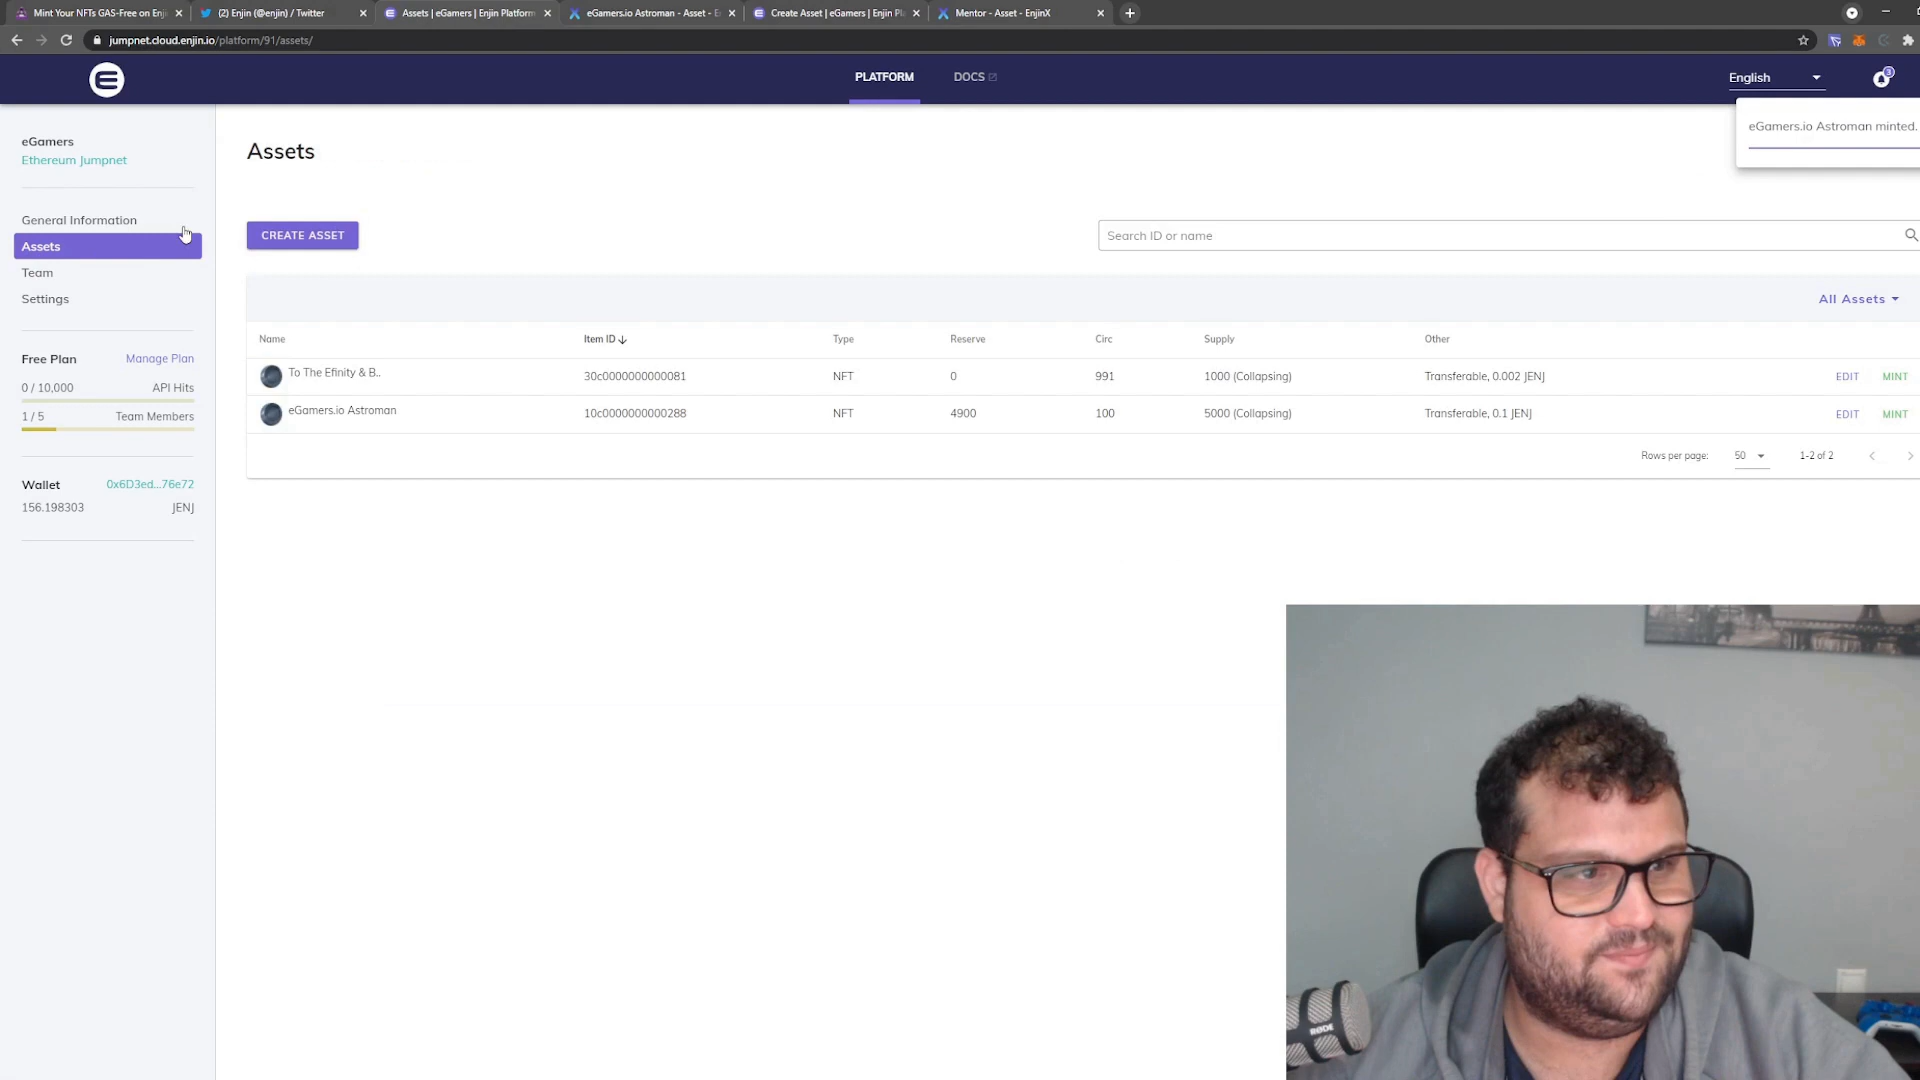 Mint Your NFTs GAS-Free on Enj
(2) Enjin (@enjin) / Twitter
Assets | eGamers | Enjin Platform
eGamers.io Astroman - Asset - E
Create Asset | eGamers | Enjin Pl
Mentor - Asset - EnjinX
jumpnet.cloud.enjin.io/platform/91/assets/
PLATFORM
DOCS
English
3
eGamers
Ethereum Jumpnet
Assets
eGamers.io Astroman minted.
General Information
Assets
Team
Settings
CREATE ASSET
Search ID or name
All Assets
Name Item ID Type Reserve Circ Supply Other
To The Efinity & B.. 30c0000000000081 NFT 0 991 1000 (Collapsing) Transferable, 0.002 JENJ EDIT MINT
eGamers.io Astroman 10c0000000000288 NFT 4900 100 5000 (Collapsing) Transferable, 0.1 JENJ EDIT MINT
Rows per page: 50 1-2 of 2
Free Plan Manage Plan
0 / 10,000 API Hits
1 / 5 Team Members
Wallet 0x6D3ed...76e72
156.198303 JENJ
RØDE